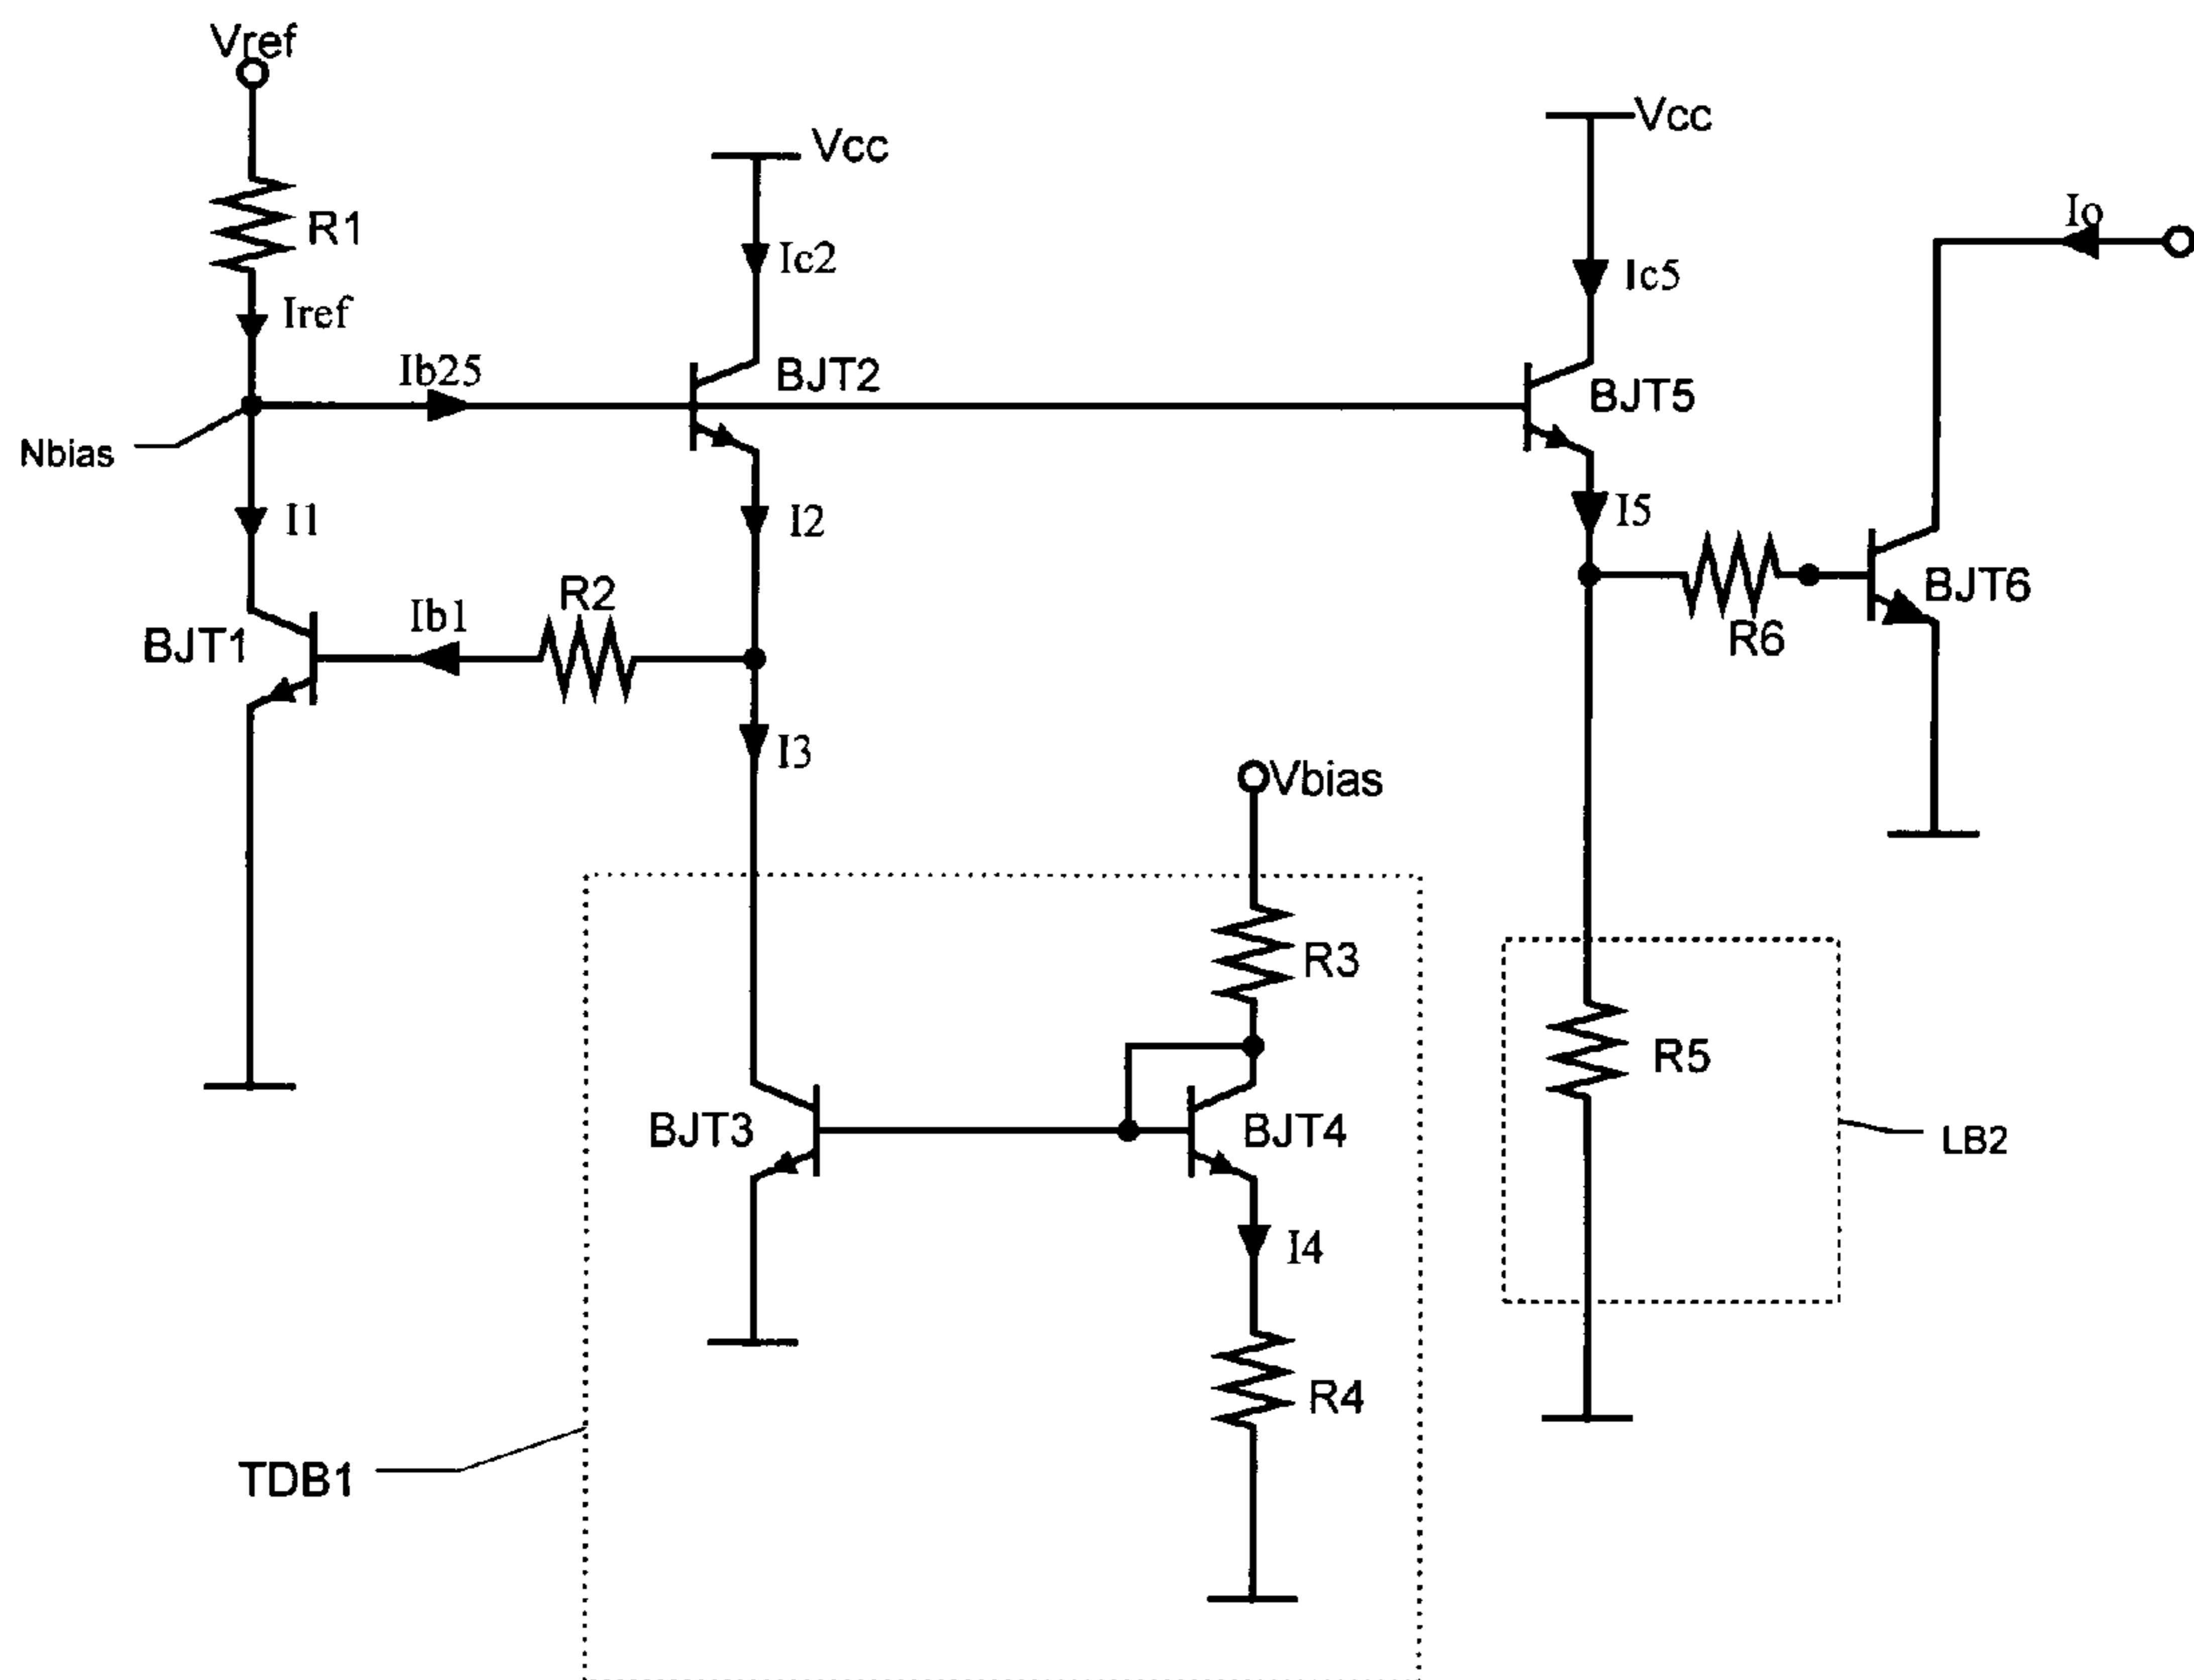 Vref
Vcc
Vcc
R1
Io
Ic2
Ic5
Iref
Ib25
BJT2
BJT5
Nbias
I1
I2
I5
R2
BJT6
Ib1
BJT1
R6
I3
Vbias
R3
R5
BJT3
BJT4
LB2
I4
R4
TDB1